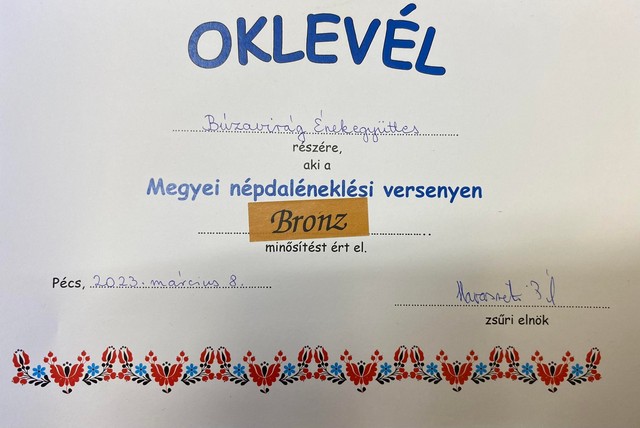 OKLEVÉL
Búzavirág Énekegyüttes
részére,
aki a
Megyei népdaléneklési versenyen
Bronz
minősítést ért el.
Pécs, 2023. március 8.
zsűri elnök